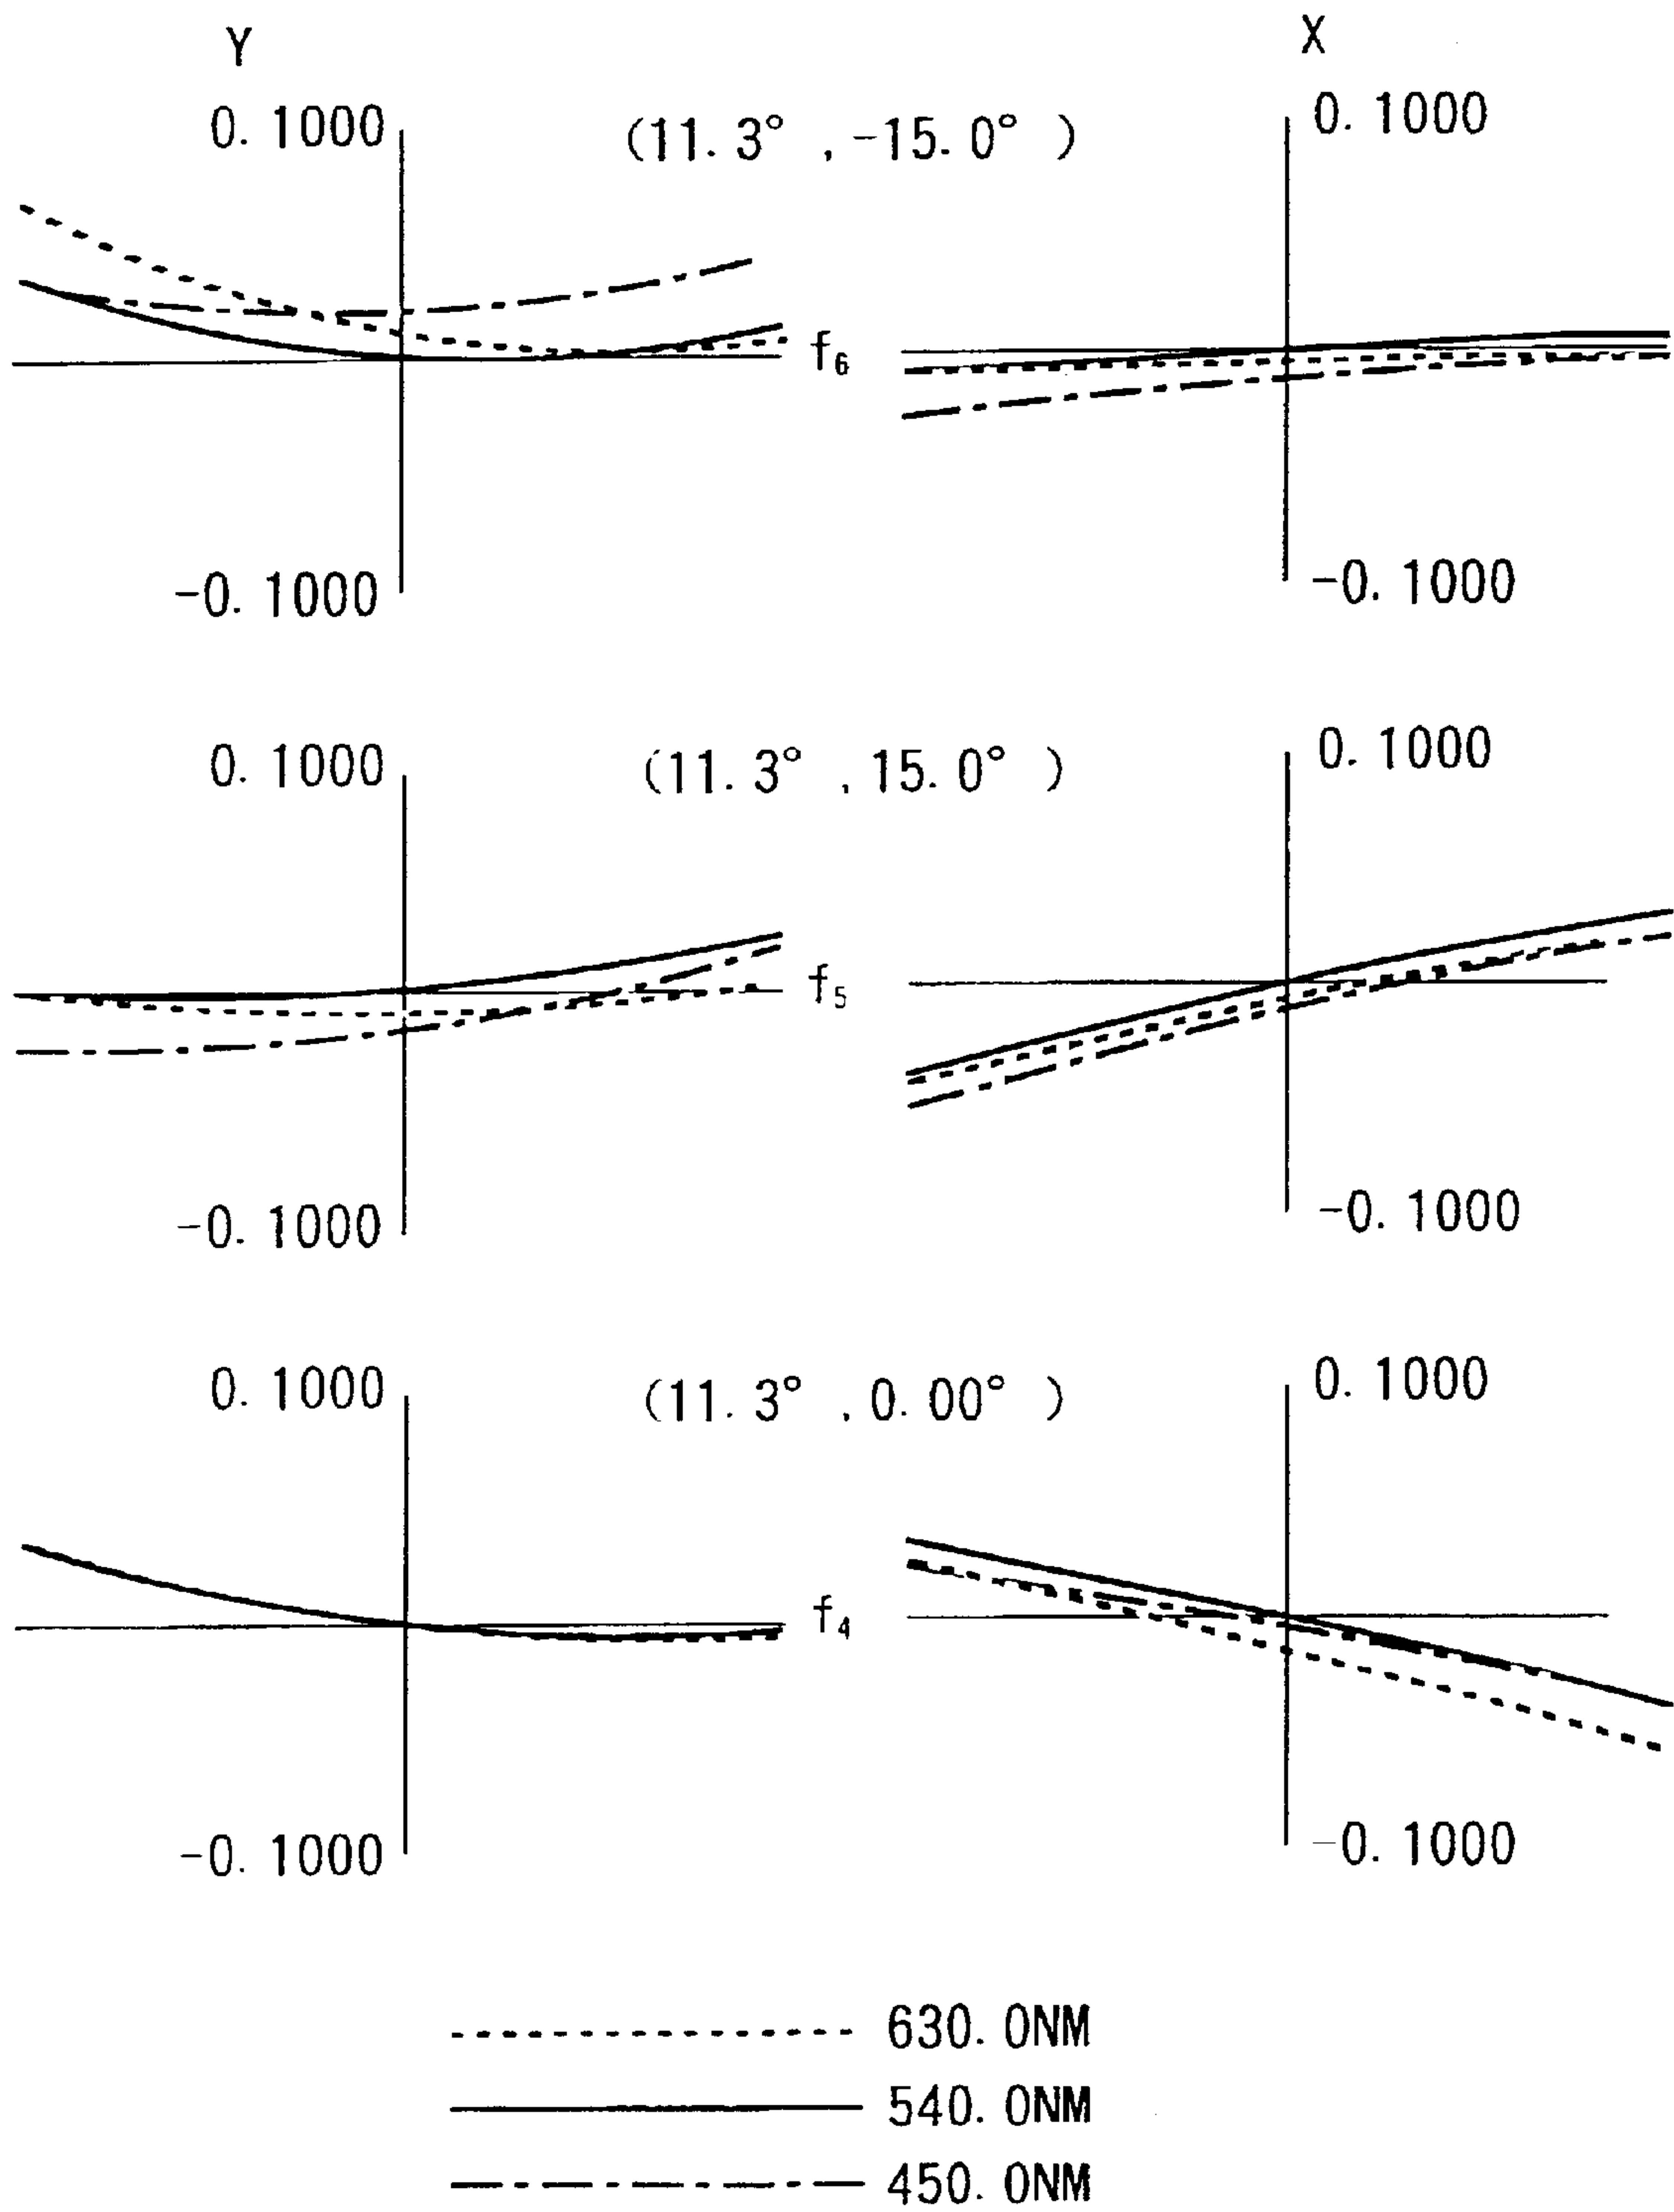 Y X
0.1000 (11.3° ,-15.0° ) 0.1000
f6
-0.1000 -0.1000
0.1000 (11.3° ,15.0° ) 0.1000
f5
-0.1000 -0.1000
0.1000 (11.3° ,0.00° ) 0.1000
f4
-0.1000 -0.1000
630.0NM
540.0NM
450.0NM